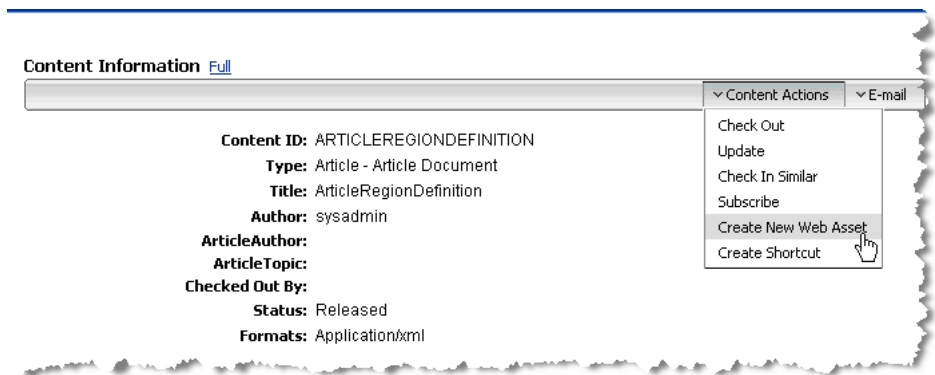 Content Information Full
Content Actions
E-mail
Check Out
Update
Check In Similar
Subscribe
Create New Web Asset
Create Shortcut
Content ID: ARTICLEREGIONDEFINITION
Type: Article - Article Document
Title: ArticleRegionDefinition
Author: sysadmin
ArticleAuthor:
ArticleTopic:
Checked Out By:
Status: Released
Formats: Application/xml